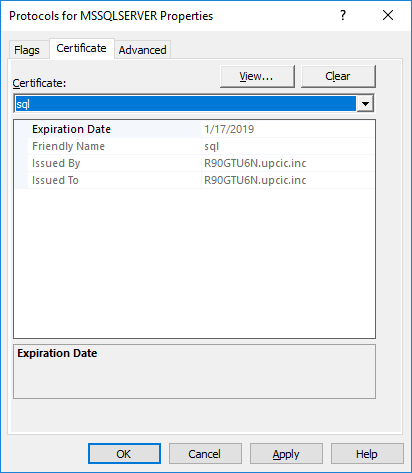 Protocols for MSSQLSERVER Properties
?
Flags Certificate Advanced
View... Clear
Certificate:
sql
Expiration Date 1/17/2019
Friendly Name sql
Issued By R90GTU6N.upcic.inc
Issued To R90GTU6N.upcic.inc
Expiration Date
OK Cancel Apply Help